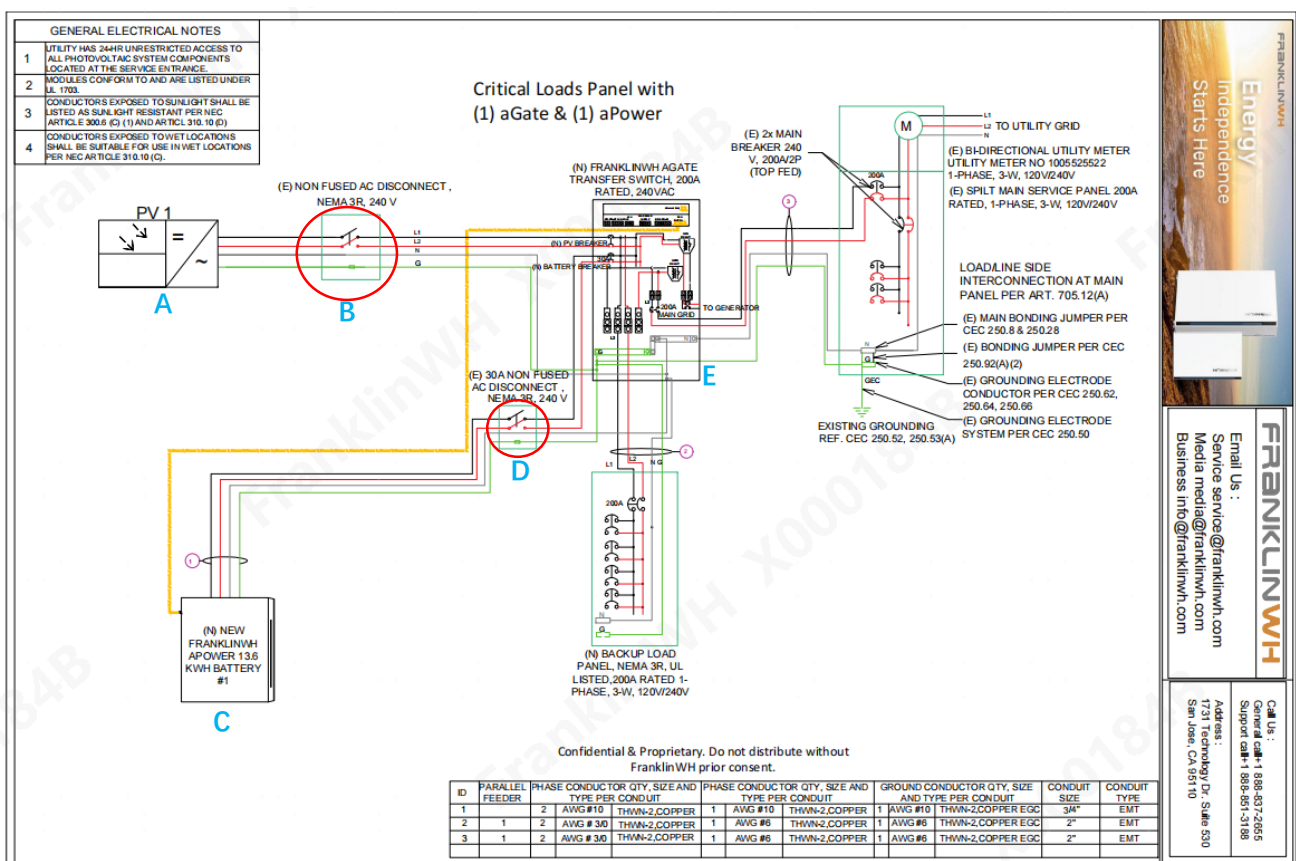 GENERAL ELECTRICAL NOTES
1
UTILITY HAS 24-HR UNRESTRICTED ACCESS TO
ALL PHOTOVOLTAIC SYSTEM COMPONENTS
LOCATED AT THE SERVICE ENTRANCE.
2
MODULES CONFORM TO AND ARE LISTED UNDER
UL 1703.
3
CONDUCTORS EXPOSED TO SUNLIGHT SHALL BE
LISTED AS SUNLIGHT RESISTANT PER NEC
ARTICLE 300.6 (C) (1) AND ARTICL 310.10 (D)
4
CONDUCTORS EXPOSED TO WET LOCATIONS
SHALL BE SUITABLE FOR USE IN WET LOCATIONS
PER NEC ARTICLE 310.10 (C).
Critical Loads Panel with
(1) aGate & (1) aPower
PV 1
A
(E) NON FUSED AC DISCONNECT ,
NEMA 3R, 240 V
B
L1
L2
N
G
(N) FRANKLINWH AGATE
TRANSFER SWITCH, 200A
RATED, 240VAC
(N) PV BREAKER
30A
(N) BATTERY BREAKER
L2
200A
MAIN GRID
TO GENERATOR
G
N
E
(E) 2x MAIN
BREAKER 240
V, 200A/2P
(TOP FED)
3
M
L1
L2 TO UTILITY GRID
N
200A
(E) BI-DIRECTIONAL UTILITY METER
UTILITY METER NO 1005525522
1-PHASE, 3-W, 120V/240V
(E) SPILT MAIN SERVICE PANEL 200A
RATED, 1-PHASE, 3-W, 120V/240V
LOAD/LINE SIDE
INTERCONNECTION AT MAIN
PANEL PER ART. 705.12(A)
(E) MAIN BONDING JUMPER PER
CEC 250.8 & 250.28
(E) BONDING JUMPER PER CEC
250.92(A)(2)
(E) GROUNDING ELECTRODE
CONDUCTOR PER CEC 250.62,
250.64, 250.66
(E) GROUNDING ELECTRODE
SYSTEM PER CEC 250.50
N
G
GEC
EXISTING GROUNDING
REF. CEC 250.52, 250.53(A)
(E) 30A NON FUSED
AC DISCONNECT ,
NEMA 3R, 240 V
D
1
(N) NEW
FRANKLINWH
APOWER 13.6
KWH BATTERY
#1
C
L1
L2
N G
2
200A
N
G
(N) BACKUP LOAD
PANEL, NEMA 3R, UL
LISTED,200A RATED 1-
PHASE, 3-W, 120V/240V
Confidential & Proprietary. Do not distribute without
FranklinWH prior consent.
ID PARALLEL FEEDER PHASE CONDUCTOR QTY, SIZE AND TYPE PER CONDUIT PHASE CONDUCTOR QTY, SIZE AND TYPE PER CONDUIT GROUND CONDUCTOR QTY, SIZE AND TYPE PER CONDUIT CONDUIT SIZE CONDUIT TYPE
1 2 AWG #10 THWN-2,COPPER 1 AWG #10 THWN-2,COPPER 1 AWG #10 THWN-2,COPPER EGC 3/4" EMT
2 1 2 AWG # 3/0 THWN-2,COPPER 1 AWG #6 THWN-2,COPPER 1 AWG #6 THWN-2,COPPER EGC 2" EMT
3 1 2 AWG # 3/0 THWN-2,COPPER 1 AWG #6 THWN-2,COPPER 1 AWG #6 THWN-2,COPPER EGC 2" EMT
FRANKLINWH
Energy
Independence
Starts Here
FRANKLINWH
Email Us :
Service service@franklinwh.com
Media media@franklinwh.com
Business info@franklinwh.com
Call Us :
General call+1 888-837-2655
Support call+1 888-851-3188
Address :
1731 Technology Dr. Suite 530
San Jose, CA 95110
FranklinWH X000184B